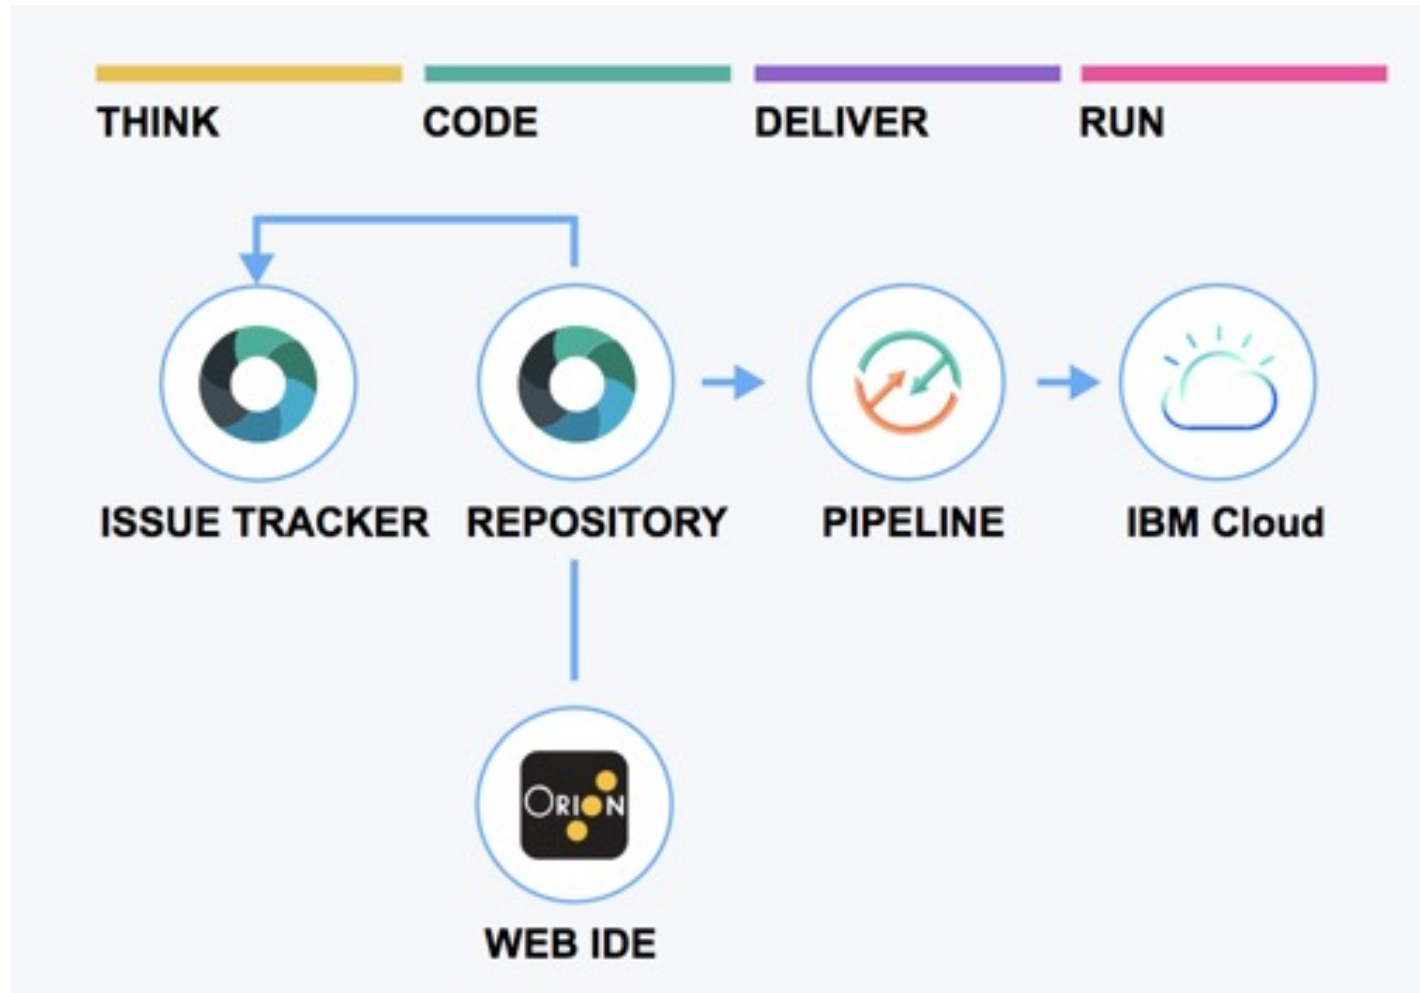 THINK
CODE
DELIVER
RUN
ISSUE TRACKER
REPOSITORY
PIPELINE
IBM Cloud
ORION
WEB IDE